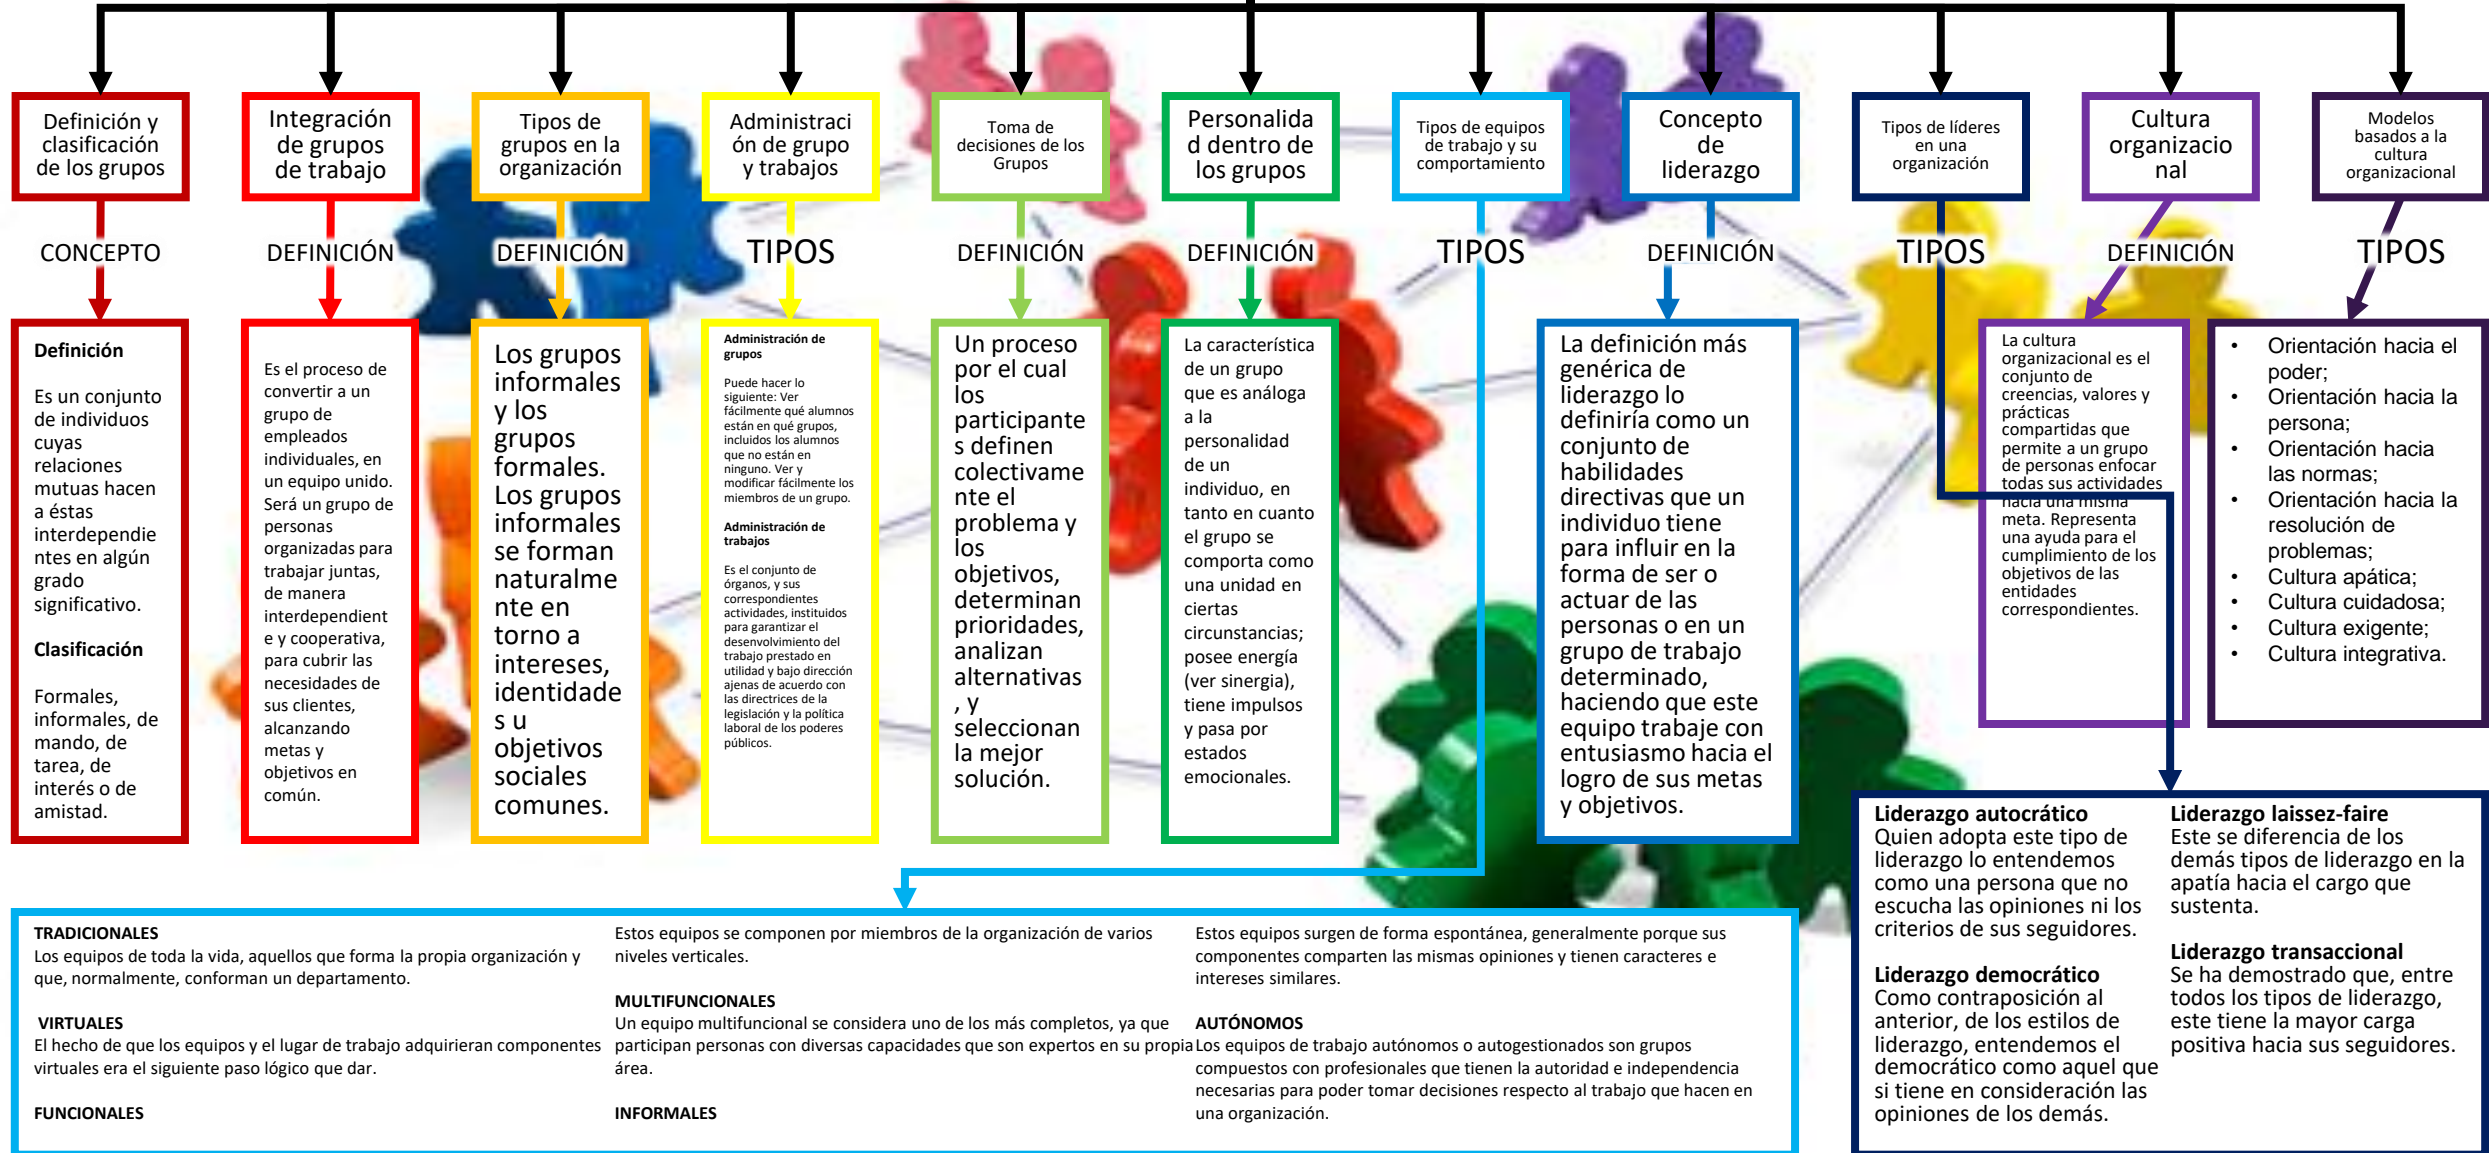 Definición y
clasificación
de los grupos
Integración
de grupos
de trabajo
Tipos de
grupos en la
organización
Administraci
ón de grupo
y trabajos
Toma de
decisiones de los
Grupos
Personalida
d dentro de
los grupos
Tipos de equipos
de trabajo y su
comportamiento
Concepto
de
liderazgo
Tipos de líderes
en una
organización
Cultura
organizacio
nal
Modelos
basados a la
cultura
organizacional
CONCEPTO
DEFINICIÓN
DEFINICIÓN
TIPOS
DEFINICIÓN
DEFINICIÓN
TIPOS
DEFINICIÓN
TIPOS
DEFINICIÓN
TIPOS
Definición
Es un conjunto
de individuos
cuyas
relaciones
mutuas hacen
a éstas
interdependie
ntes en algún
grado
significativo.
Clasificación
Formales,
informales, de
mando, de
tarea, de
interés o de
amistad.
Es el proceso de
convertir a un
grupo de
empleados
individuales, en
un equipo unido.
Será un grupo de
personas
organizadas para
trabajar juntas,
de manera
interdependient
e y cooperativa,
para cubrir las
necesidades de
sus clientes,
alcanzando
metas y
objetivos en
común.
Los grupos
informales
y los
grupos
formales.
Los grupos
informales
se forman
naturalme
nte en
torno a
intereses,
identidade
s u
objetivos
sociales
comunes.
Administración de
grupos
Puede hacer lo
siguiente: Ver
fácilmente qué alumnos
están en qué grupos,
incluidos los alumnos
que no están en
ninguno. Ver y
modificar fácilmente los
miembros de un grupo.
Administración de
trabajos
Es el conjunto de
órganos, y sus
correspondientes
actividades, instituidos
para garantizar el
desenvolvimiento del
trabajo prestado en
utilidad y bajo dirección
ajenas de acuerdo con
las directrices de la
legislación y la política
laboral de los poderes
públicos.
Un proceso
por el cual
los
participante
s definen
colectivame
nte el
problema y
los
objetivos,
determinan
prioridades,
analizan
alternativas
, y
seleccionan
la mejor
solución.
La característica
de un grupo
que es análoga
a la
personalidad
de un
individuo, en
tanto en cuanto
el grupo se
comporta como
una unidad en
ciertas
circunstancias;
posee energía
(ver sinergia),
tiene impulsos
y pasa por
estados
emocionales.
La definición más
genérica de
liderazgo lo
definiría como un
conjunto de
habilidades
directivas que un
individuo tiene
para influir en la
forma de ser o
actuar de las
personas o en un
grupo de trabajo
determinado,
haciendo que este
equipo trabaje con
entusiasmo hacia el
logro de sus metas
y objetivos.
La cultura
organizacional es el
conjunto de
creencias, valores y
prácticas
compartidas que
permite a un grupo
de personas enfocar
todas sus actividades
hacia una misma
meta. Representa
una ayuda para el
cumplimiento de los
objetivos de las
entidades
correspondientes.
• Orientación hacia el
poder;
• Orientación hacia la
persona;
• Orientación hacia
las normas;
• Orientación hacia la
resolución de
problemas;
• Cultura apática;
• Cultura cuidadosa;
• Cultura exigente;
• Cultura integrativa.
TRADICIONALES
Los equipos de toda la vida, aquellos que forma la propia organización y
que, normalmente, conforman un departamento.
VIRTUALES
El hecho de que los equipos y el lugar de trabajo adquirieran componentes
virtuales era el siguiente paso lógico que dar.
FUNCIONALES
Estos equipos se componen por miembros de la organización de varios
niveles verticales.
MULTIFUNCIONALES
Un equipo multifuncional se considera uno de los más completos, ya que
participan personas con diversas capacidades que son expertos en su propia
área.
INFORMALES
Estos equipos surgen de forma espontánea, generalmente porque sus
componentes comparten las mismas opiniones y tienen caracteres e
intereses similares.
AUTÓNOMOS
Los equipos de trabajo autónomos o autogestionados son grupos
compuestos con profesionales que tienen la autoridad e independencia
necesarias para poder tomar decisiones respecto al trabajo que hacen en
una organización.
Liderazgo autocrático
Quien adopta este tipo de
liderazgo lo entendemos
como una persona que no
escucha las opiniones ni los
criterios de sus seguidores.
Liderazgo democrático
Como contraposición al
anterior, de los estilos de
liderazgo, entendemos el
democrático como aquel que
si tiene en consideración las
opiniones de los demás.
Liderazgo laissez-faire
Este se diferencia de los
demás tipos de liderazgo en la
apatía hacia el cargo que
sustenta.
Liderazgo transaccional
Se ha demostrado que, entre
todos los tipos de liderazgo,
este tiene la mayor carga
positiva hacia sus seguidores.